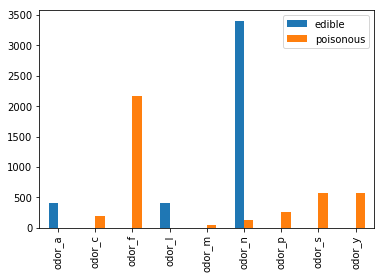 3500
3000
2500
2000
1500
1000
500
0
edible
poisonous
odor_a
odor_c
odor_f
odor_l
odor_m
odor_n
odor_p
odor_s
odor_y